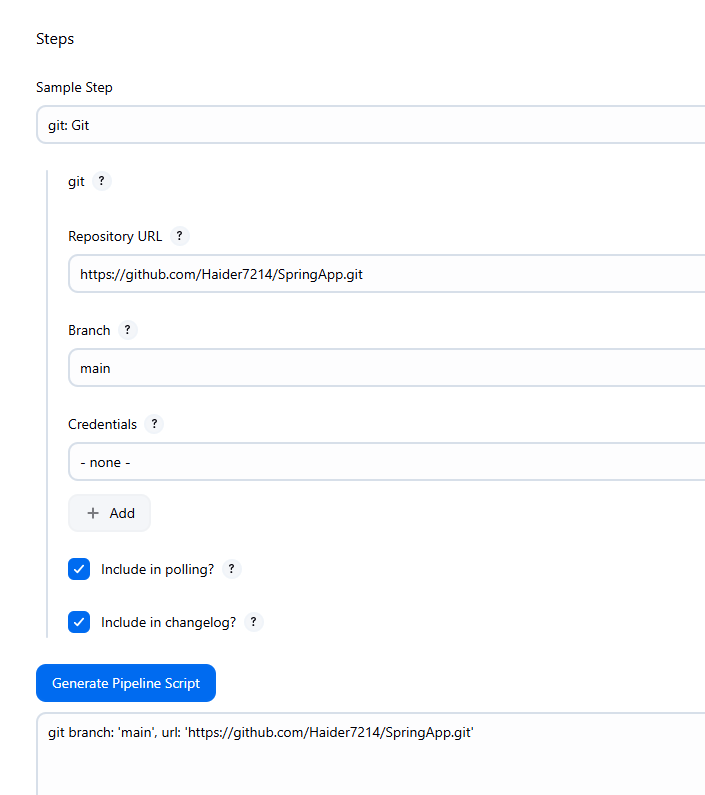 Steps
Sample Step
git: Git
git ?
Repository URL ?
https://github.com/Haider7214/SpringApp.git
Branch ?
main
Credentials ?
- none -
+ Add
Include in polling? ?
Include in changelog? ?
Generate Pipeline Script
git branch: 'main', url: 'https://github.com/Haider7214/SpringApp.git'